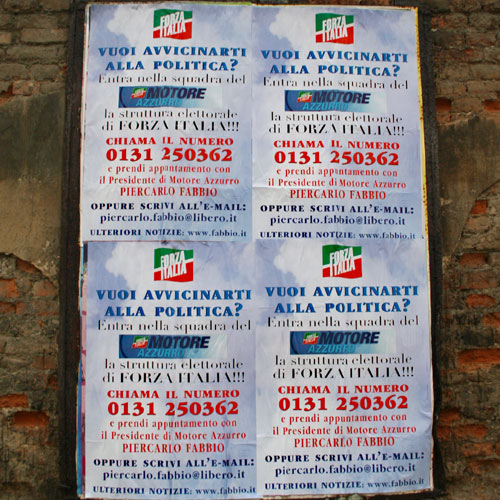 FORZA
ITALIA
VUOI AVVICINARTI
ALLA POLITICA?
Entra nella squadra del
MOTORE
AZZURRO
la struttura elettorale
di FORZA ITALIA!!!
CHIAMA IL NUMERO
0131 250362
e prendi appuntamento con
il Presidente di Motore Azzurro
PIERCARLO FABBIO
OPPURE SCRIVI ALL'E-MAIL:
piercarlo.fabbio@libero.it
ULTERIORI NOTIZIE: www.fabbio.it
FORZA
ITALIA
VUOI AVVICINARTI
ALLA POLITICA?
Entra nella squadra del
MOTORE
AZZURRO
la struttura elettorale
di FORZA ITALIA!!!
CHIAMA IL NUMERO
0131 250362
e prendi appuntamento con
il Presidente di Motore Azzurro
PIERCARLO FABBIO
OPPURE SCRIVI ALL'E-MAIL:
piercarlo.fabbio@libero.it
ULTERIORI NOTIZIE: www.fabbio.it
FORZA
ITALIA
VUOI AVVICINARTI
ALLA POLITICA?
Entra nella squadra del
MOTORE
AZZURRO
la struttura elettorale
di FORZA ITALIA!!!
CHIAMA IL NUMERO
0131 250362
e prendi appuntamento con
il Presidente di Motore Azzurro
PIERCARLO FABBIO
OPPURE SCRIVI ALL'E-MAIL:
piercarlo.fabbio@libero.it
ULTERIORI NOTIZIE: www.fabbio.it
FORZA
ITALIA
VUOI AVVICINARTI
ALLA POLITICA?
Entra nella squadra del
MOTORE
AZZURRO
la struttura elettorale
di FORZA ITALIA!!!
CHIAMA IL NUMERO
0131 250362
e prendi appuntamento con
il Presidente di Motore Azzurro
PIERCARLO FABBIO
OPPURE SCRIVI ALL'E-MAIL:
piercarlo.fabbio@libero.it
ULTERIORI NOTIZIE: www.fabbio.it